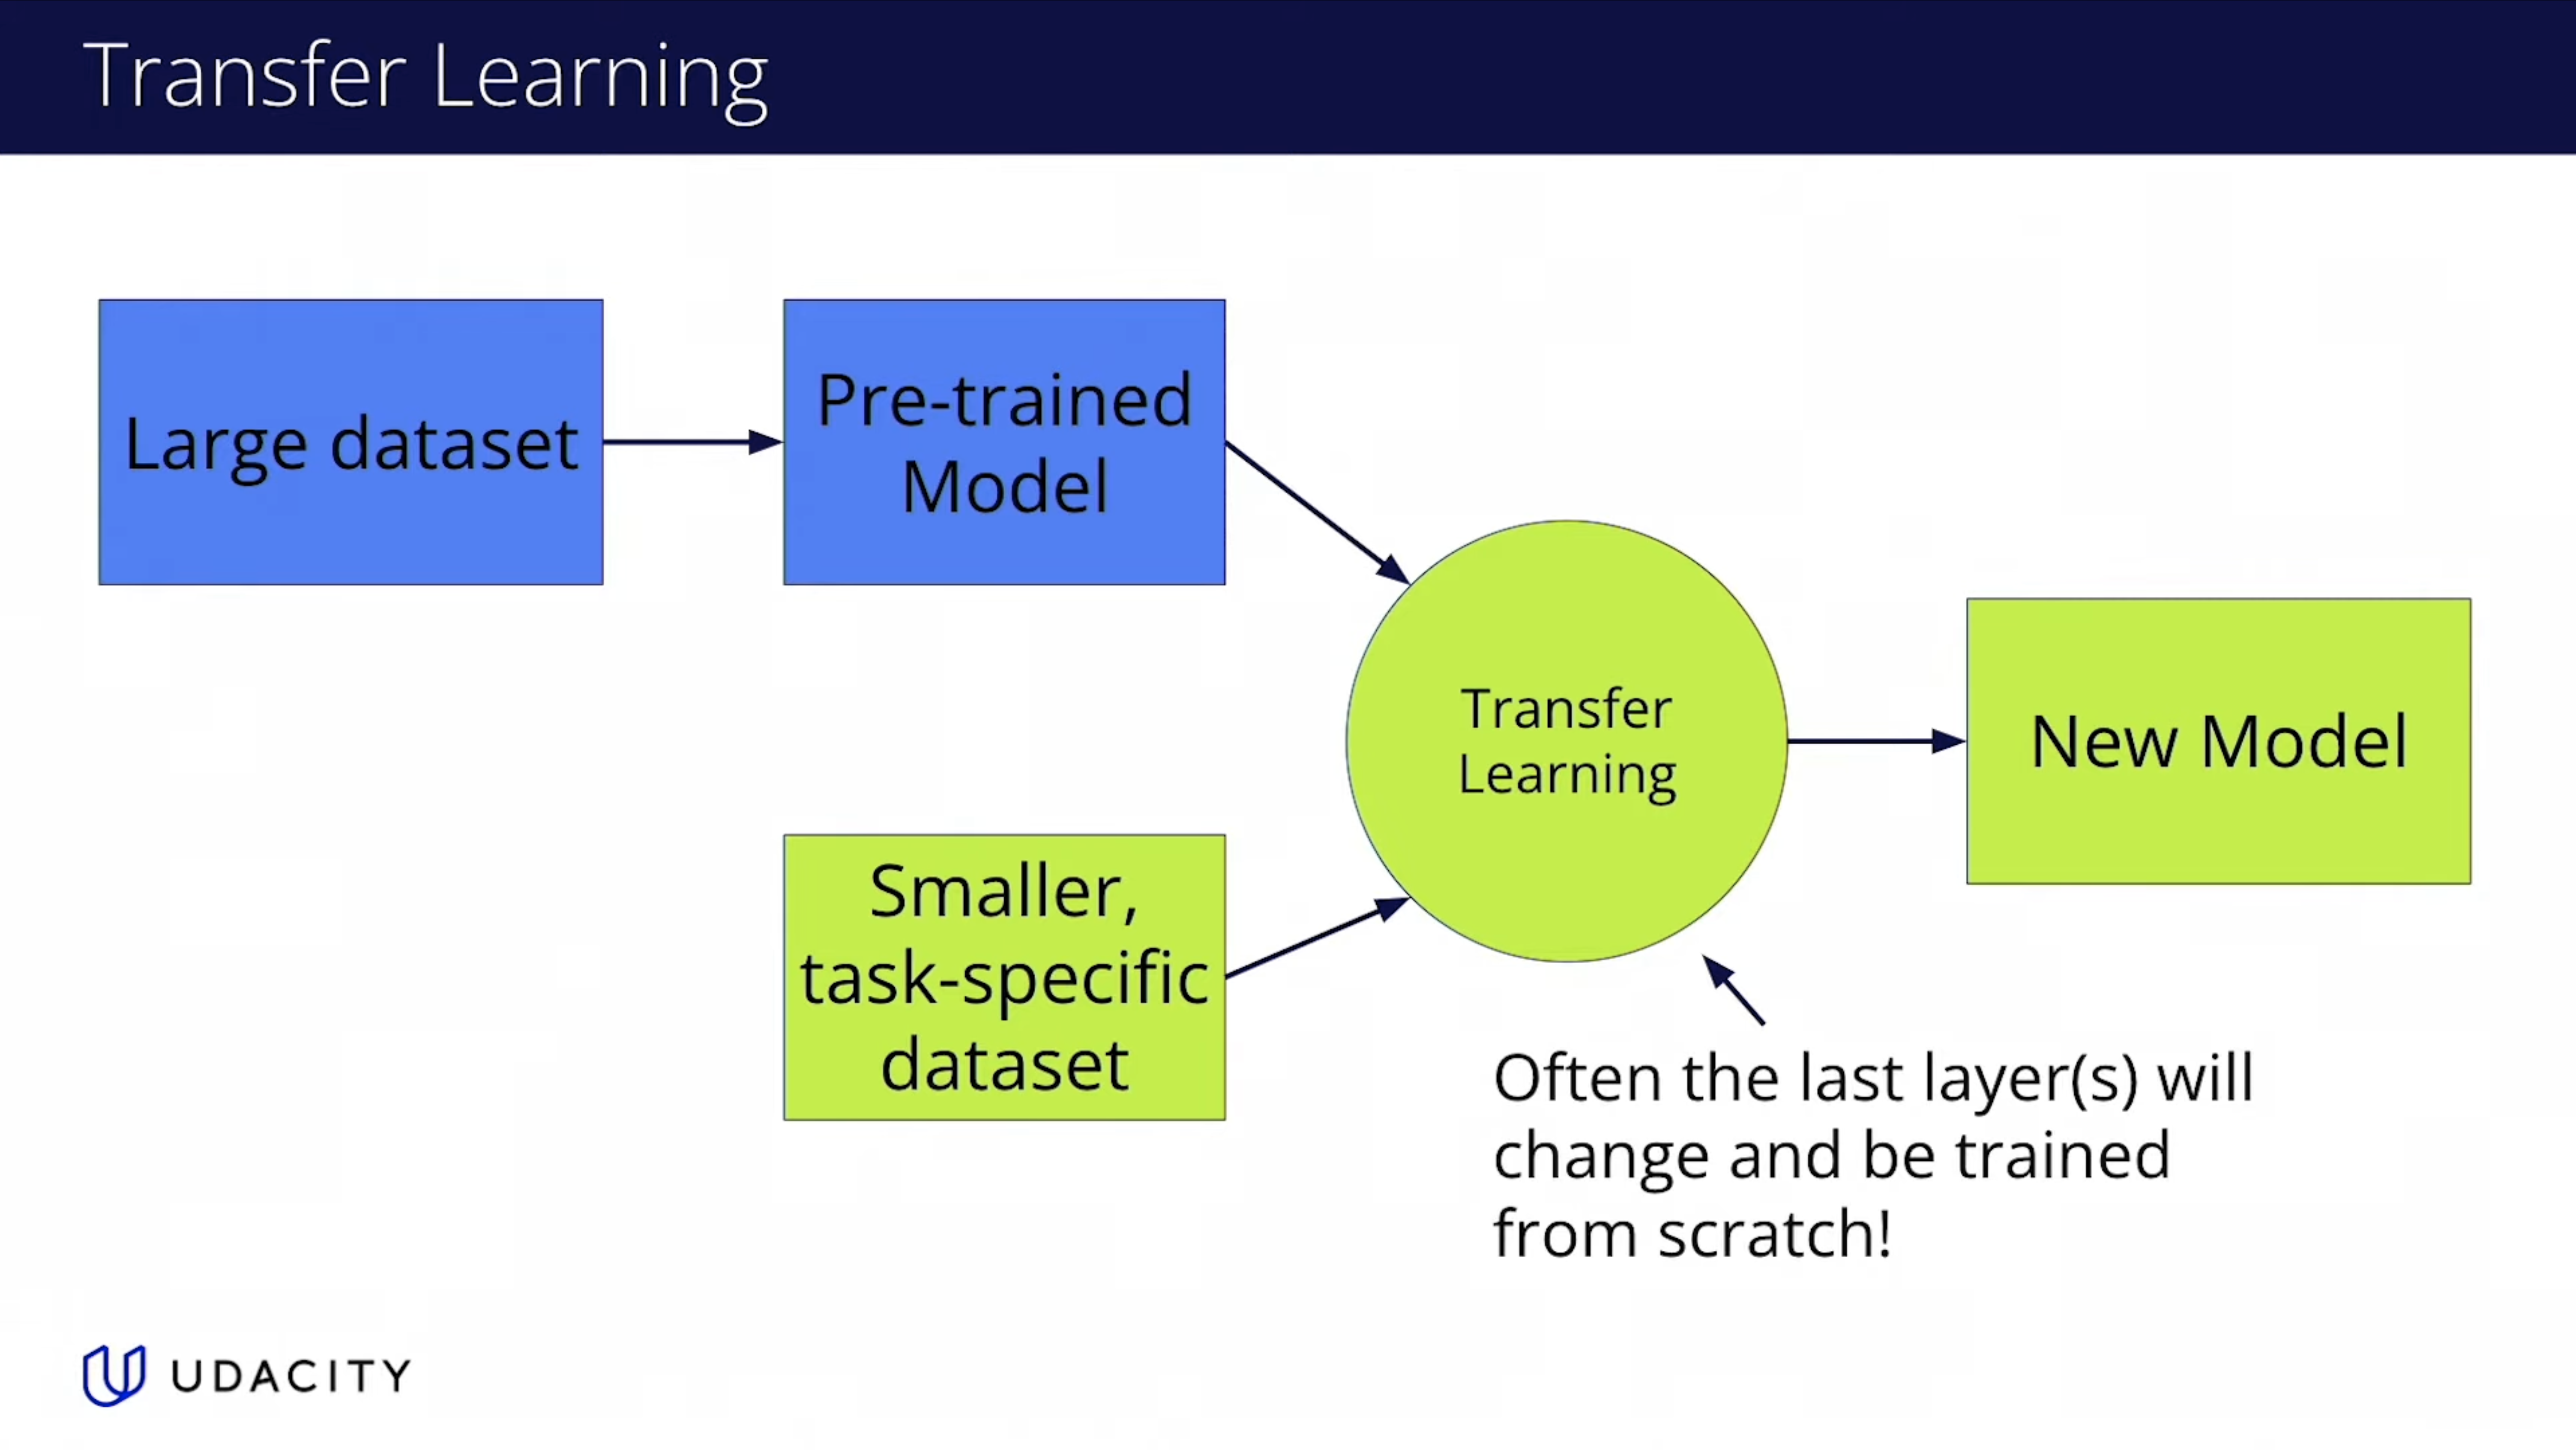 Transfer Learning
Large dataset
Pre-trained
Model
Smaller,
task-specific
dataset
Transfer
Learning
New Model
Often the last layer(s) will
change and be trained
from scratch!
UDACITY